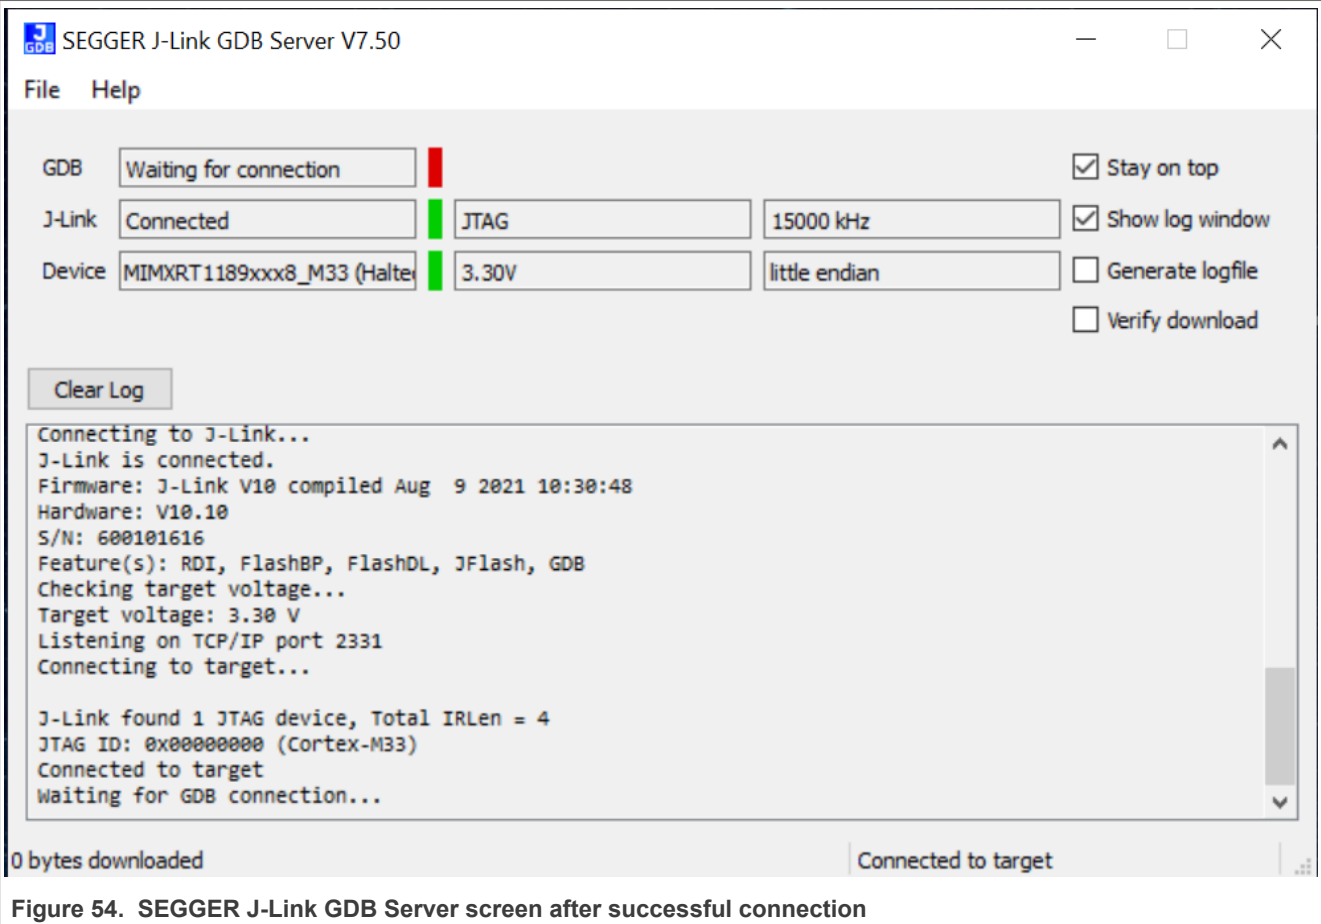 J
GDB
SEGGER J-Link GDB Server V7.50
File Help
GDB Waiting for connection Stay on top
J-Link Connected JTAG 15000 kHz Show log window
Device MIMXRT1189xxx8_M33 (Halte little endian 3.30V Generate logfile
Verify download
Clear Log
Connecting to J-Link...
J-Link is connected.
Firmware: J-Link V10 compiled Aug  9 2021 10:30:48
Hardware: V10.10
S/N: 600101616
Feature(s): RDI, FlashBP, FlashDL, JFlash, GDB
Checking target voltage...
Target voltage: 3.30 V
Listening on TCP/IP port 2331
Connecting to target...
J-Link found 1 JTAG device, Total IRLen = 4
JTAG ID: 0x00000000 (Cortex-M33)
Connected to target
Waiting for GDB connection...
0 bytes downloaded Connected to target
Figure 54. SEGGER J-Link GDB Server screen after successful connection